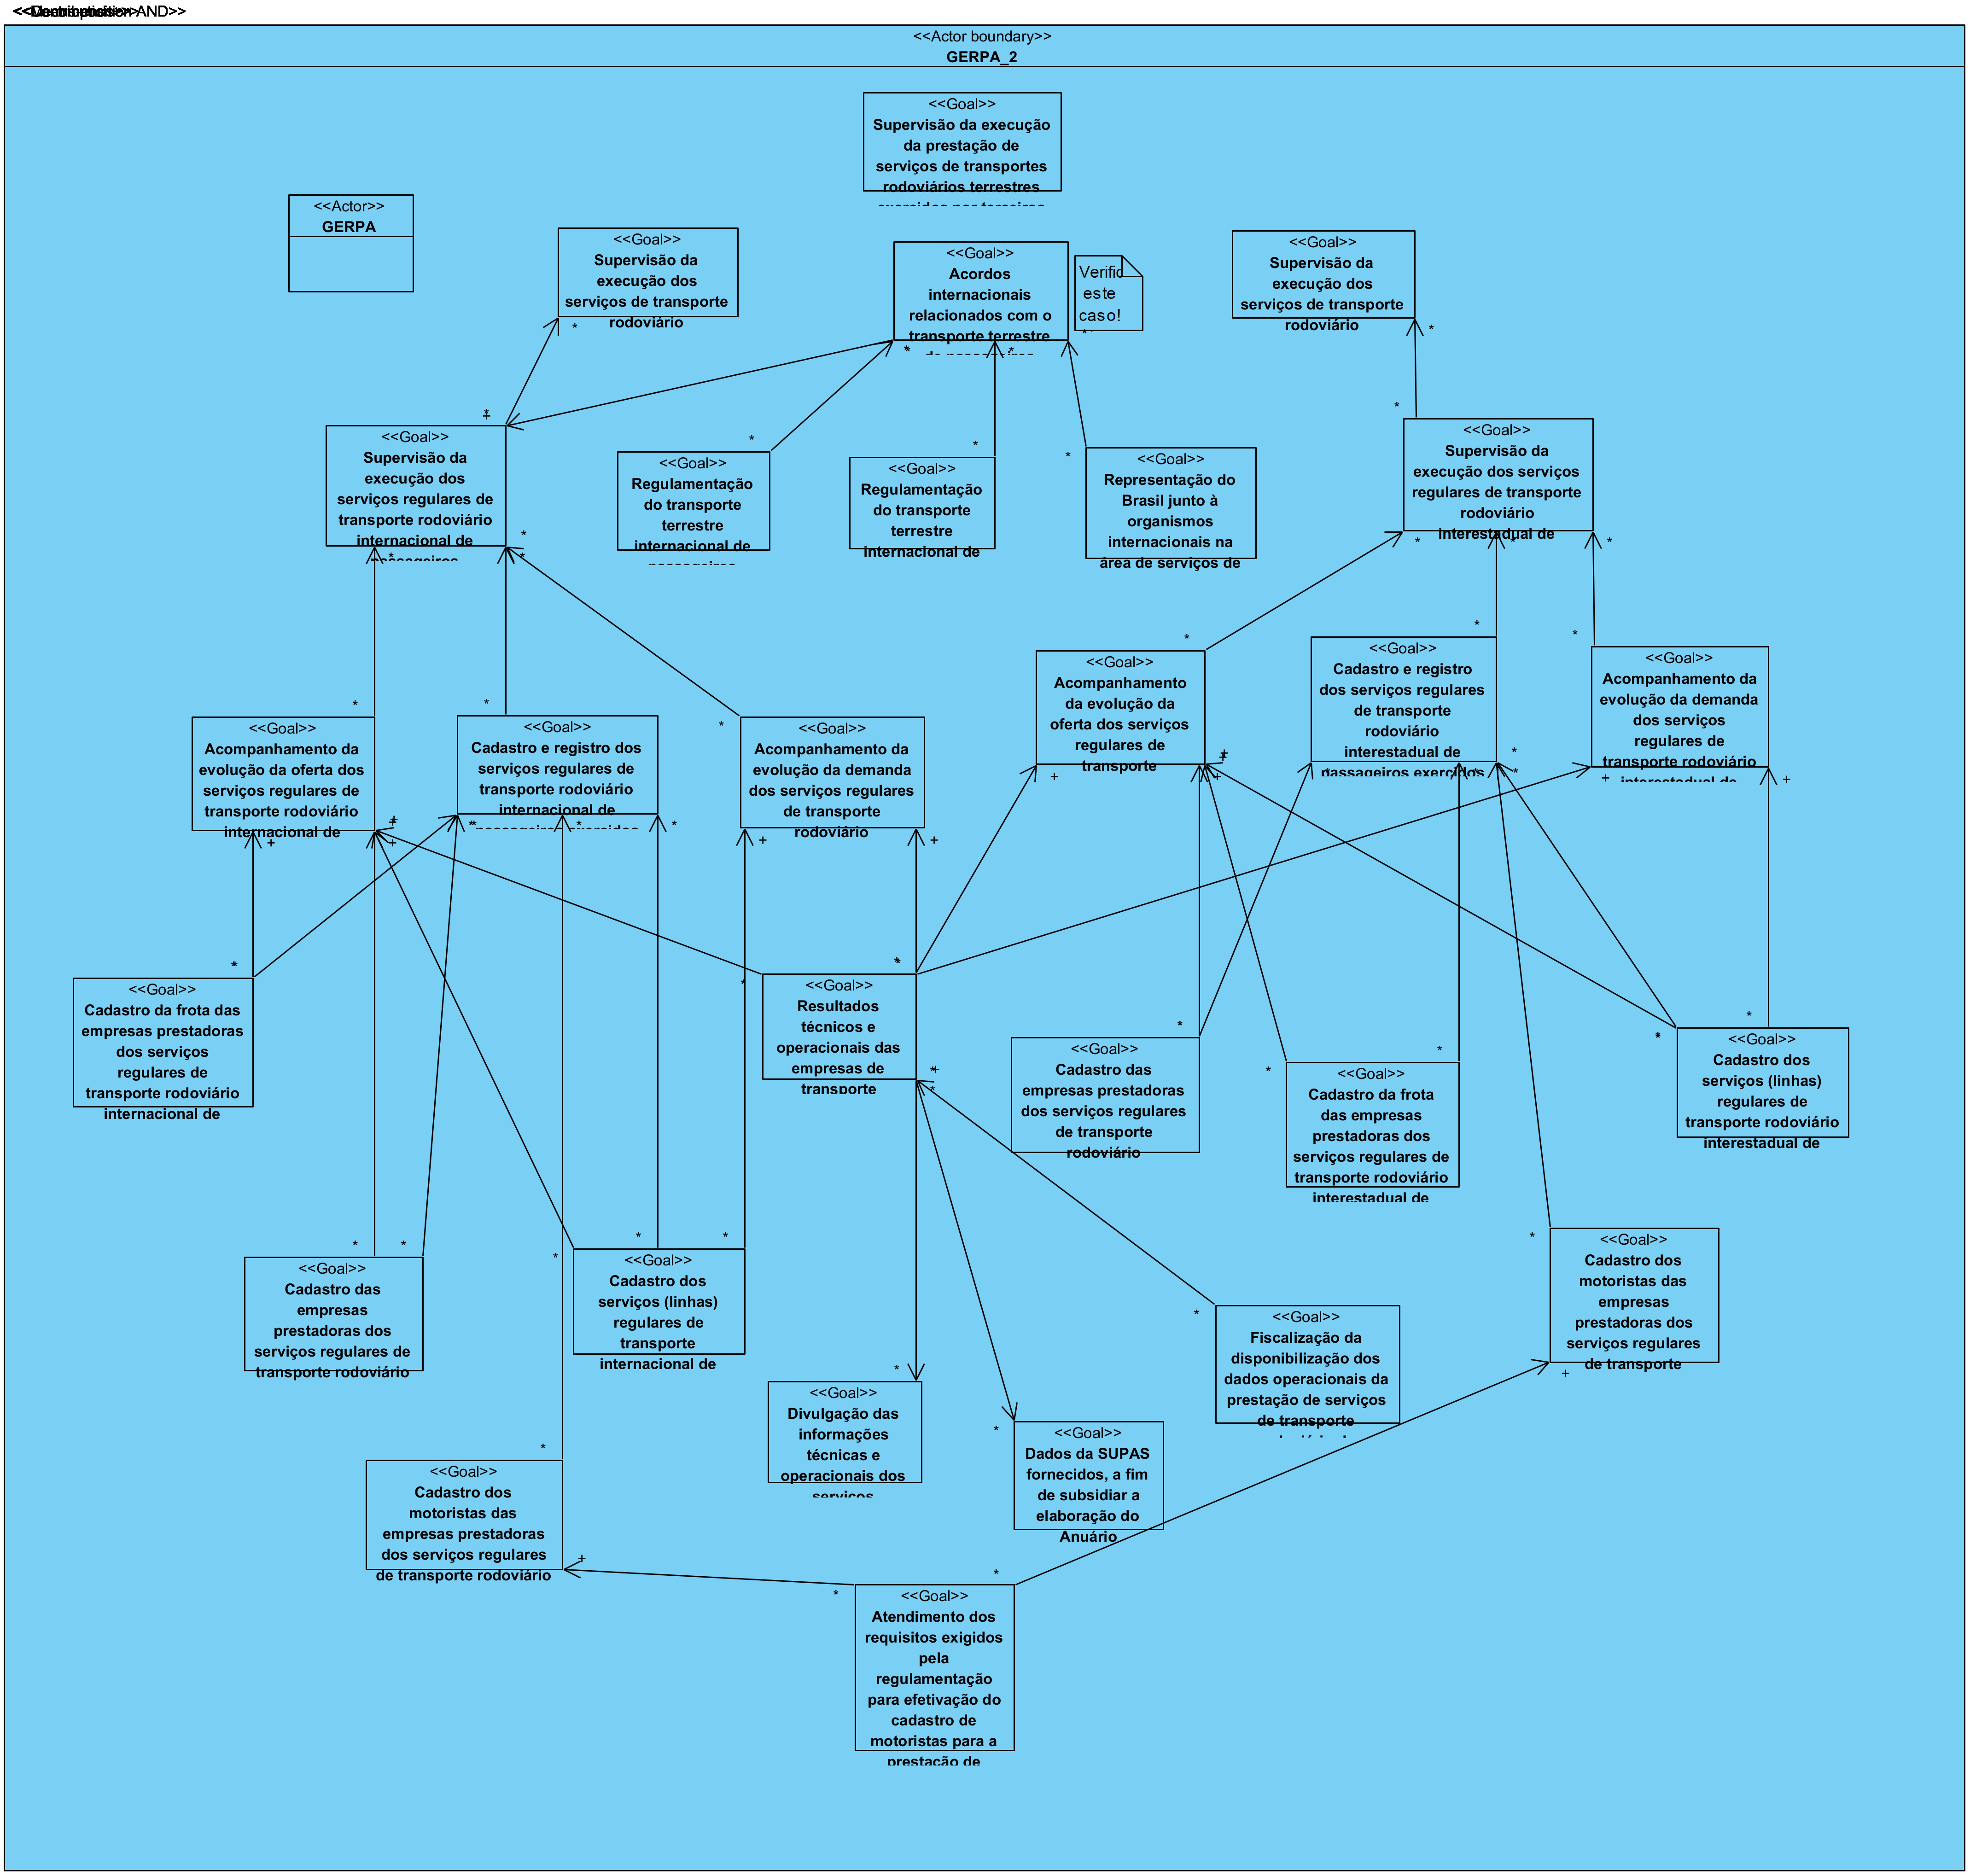 <<Actor boundary>>
GERPA_2
<<Goal>>
Supervisão da execução
da prestação de
serviços de transportes
rodoviários terrestres
<<Actor>>
GERPA
<<Goal>>
Supervisão da
execução dos
serviços de transporte
rodoviário
<<Goal>>
Acordos
internacionais
relacionados com o
transporte terrestre
de passageiros
Verific
este
caso!
<<Goal>>
Supervisão da
execução dos
serviços de transporte
rodoviário
<<Goal>>
Supervisão da
execução dos
serviços regulares de
transporte rodoviário
internacional de
passageiros
<<Goal>>
Regulamentação
do transporte
terrestre
internacional de
passageiros
<<Goal>>
Regulamentação
do transporte
terrestre
internacional de
<<Goal>>
Representação do
Brasil junto à
organismos
internacionais na
área de serviços de
<<Goal>>
Supervisão da
execução dos serviços
regulares de transporte
rodoviário
interestadual de
<<Goal>>
Acompanhamento da
evolução da oferta dos
serviços regulares de
transporte rodoviário
internacional de
<<Goal>>
Cadastro e registro dos
serviços regulares de
transporte rodoviário
internacional de
passageiros exercidos
<<Goal>>
Acompanhamento da
evolução da demanda
dos serviços regulares
de transporte
rodoviário
<<Goal>>
Acompanhamento
da evolução da
oferta dos serviços
regulares de
transporte
<<Goal>>
Cadastro e registro
dos serviços regulares
de transporte
rodoviário
interestadual de
passageiros exercidos
<<Goal>>
Acompanhamento da
evolução da demanda
dos serviços
regulares de
transporte rodoviário
interestadual de
<<Goal>>
Cadastro da frota das
empresas prestadoras
dos serviços
regulares de
transporte rodoviário
internacional de
<<Goal>>
Resultados
técnicos e
operacionais das
empresas de
transporte
<<Goal>>
Cadastro das
empresas prestadoras
dos serviços regulares
de transporte
rodoviário
<<Goal>>
Cadastro da frota
das empresas
prestadoras dos
serviços regulares de
transporte rodoviário
interestadual de
<<Goal>>
Cadastro dos
serviços (linhas)
regulares de
transporte rodoviário
interestadual de
<<Goal>>
Cadastro das
empresas
prestadoras dos
serviços regulares de
transporte rodoviário
<<Goal>>
Cadastro dos
serviços (linhas)
regulares de
transporte
internacional de
<<Goal>>
Cadastro dos
motoristas das
empresas
prestadoras dos
serviços regulares
de transporte
<<Goal>>
Fiscalização da
disponibilização dos
dados operacionais da
prestação de serviços
de transporte
<<Goal>>
Divulgação das
informações
técnicas e
operacionais dos
serviços
<<Goal>>
Dados da SUPAS
fornecidos, a fim
de subsidiar a
elaboração do
Anuário
<<Goal>>
Cadastro dos
motoristas das
empresas prestadoras
dos serviços regulares
de transporte rodoviário
<<Goal>>
Atendimento dos
requisitos exigidos
pela
regulamentação
para efetivação do
cadastro de
motoristas para a
prestação de